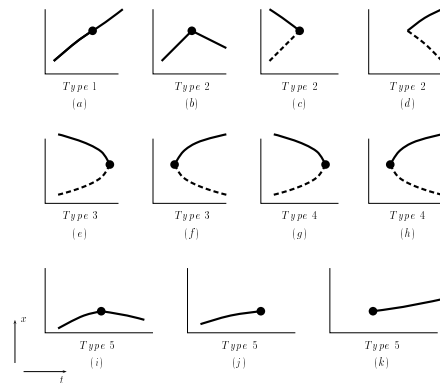 Type 1 Type 2 Type 2 Type 2
(a) (b) (c) (d)
Type 3 Type 3 Type 4 Type 4
(e) (f) (g) (h)
x
Type 5 Type 5 Type 5
(i) (j) (k)
t